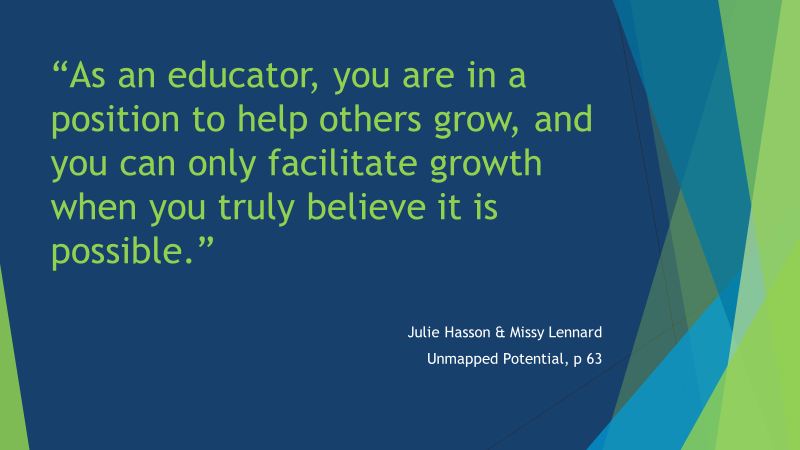 “As an educator, you are in a
position to help others grow, and
you can only facilitate growth
when you truly believe it is
possible.”
Julie Hasson & Missy Lennard
Unmapped Potential, p 63